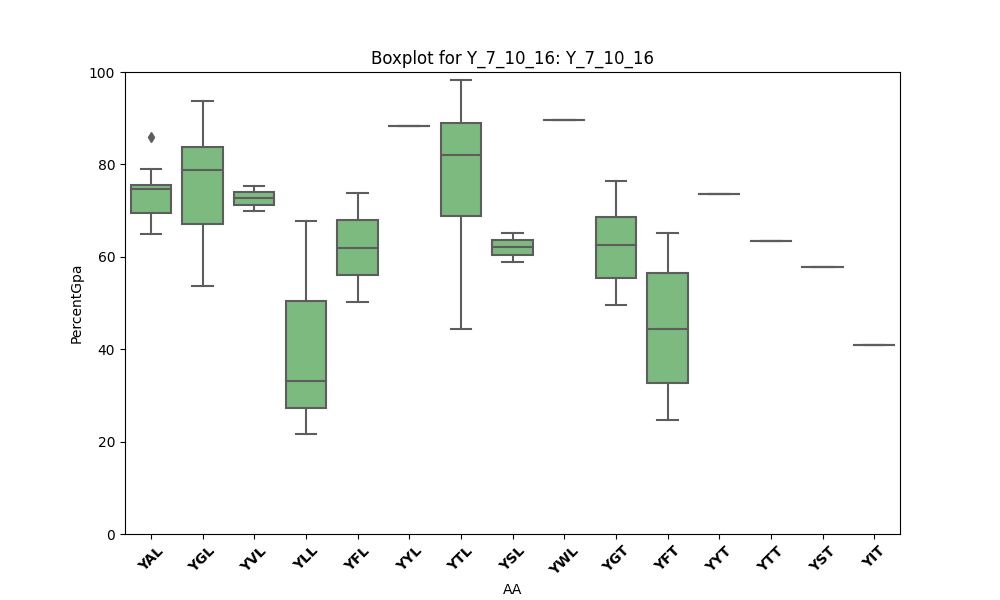 Boxplot for Y_7_10_16: Y_7_10_16
100
80
60
40
20
0
PercentGpa
YAL
YGL
YVL
YLL
YFL
YYL
YTL
YSL
YWL
YGT
YFT
YYT
YTT
YST
YIT
AA